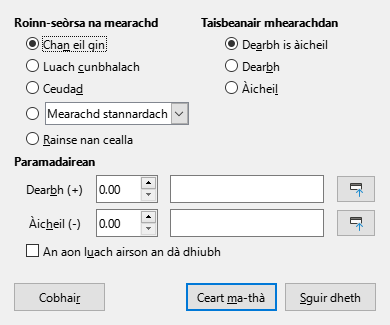 Roinn-seòrsa na mearachd
Taisbeanair mhearachdan
Chan eil gin
Dearbh is àicheil
Luach cunbhalach
Dearbh
Ceudad
Àicheil
Mearachd stannardach
Rainse nan cealla
Paramadairean
Dearbh (+) 0.00
Àicheil (-) 0.00
An aon luach airson an dà dhiubh
Cobhair Ceart ma-thà Sguir dheth